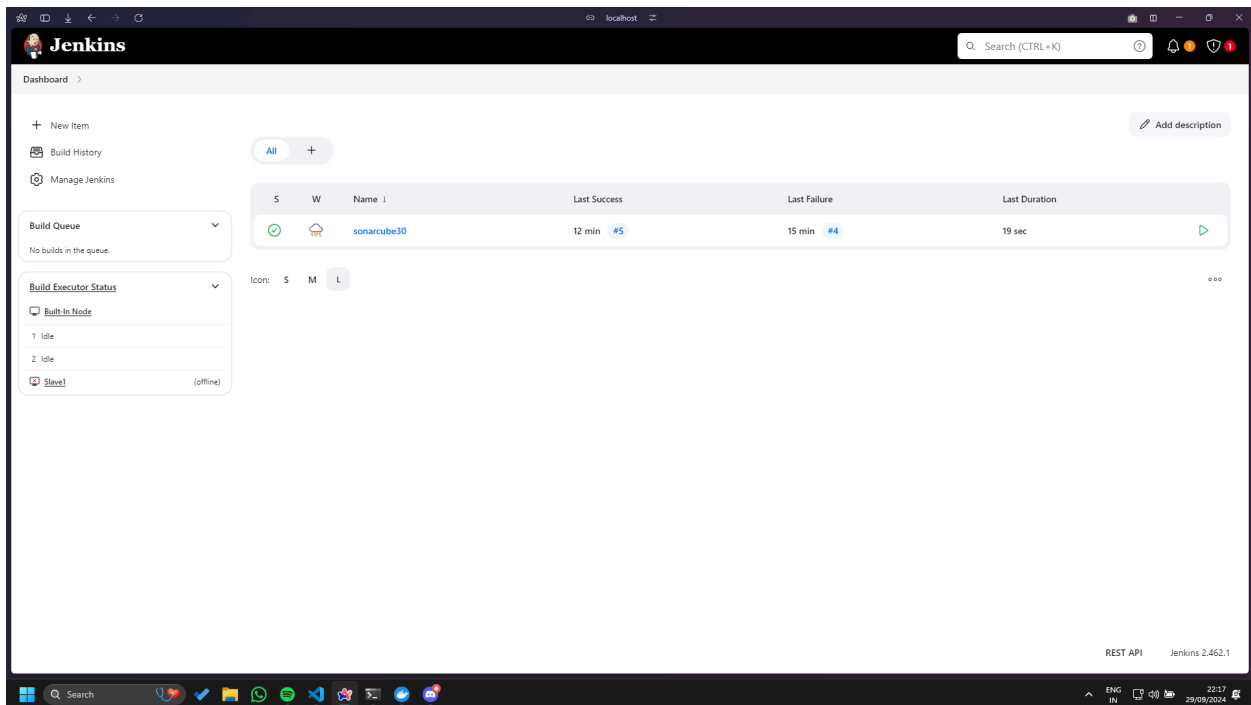 localhost
Jenkins
Search (CTRL+K)
?
1
1
Dashboard >
New Item
Build History
Manage Jenkins
Add description
All +
S W Name ↓ Last Success Last Failure Last Duration
sonarcube30 12 min #5 15 min #4 19 sec
Build Queue
No builds in the queue.
Icon: S M L
Build Executor Status
Built-In Node
1 Idle
2 Idle
Slave1 (offline)
REST API Jenkins 2.462.1
Search
ENG
IN
22:17
29/09/2024